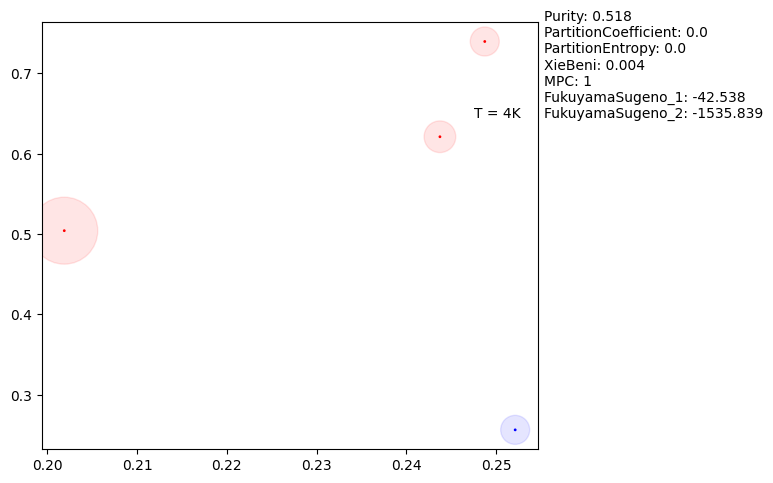 Purity: 0.518
PartitionCoefficient: 0.0
PartitionEntropy: 0.0
XieBeni: 0.004
MPC: 1
FukuyamaSugeno_1: -42.538
FukuyamaSugeno_2: -1535.839
T = 4K
0.7
0.6
0.5
0.4
0.3
0.20 0.21 0.22 0.23 0.24 0.25